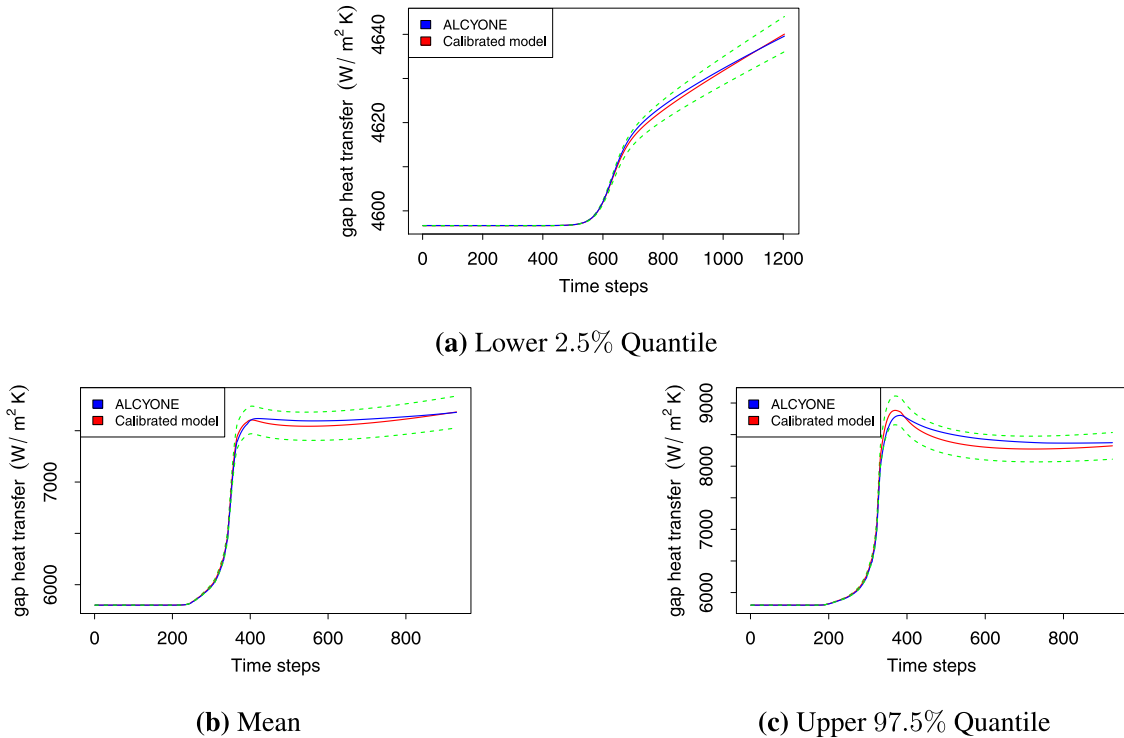 ALCYONE
Calibrated model
gap heat transfer (W/ m² K)
4600
4620
4640
0 200 400 600 800 1000 1200
Time steps
(a) Lower 2.5% Quantile
ALCYONE
Calibrated model
gap heat transfer (W/ m² K)
6000
7000
0 200 400 600 800
Time steps
(b) Mean
ALCYONE
Calibrated model
gap heat transfer (W/ m² K)
6000
7000
8000
9000
0 200 400 600 800
Time steps
(c) Upper 97.5% Quantile